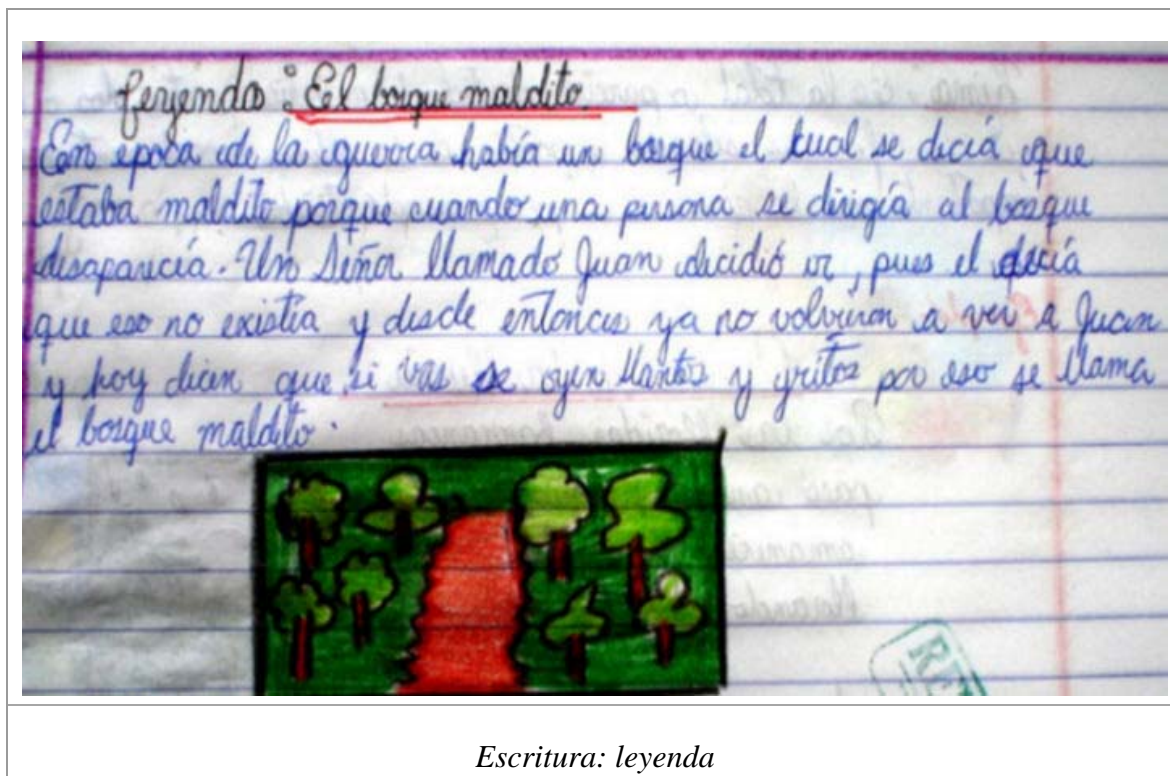 Leyenda: El bosque maldito.
En epoca de la guerra había un bosque el cual se decía que
estaba maldito porque cuando una persona se dirigía al bosque
desaparecía. Un señor llamado Juan decidió ir, pues el decía
que eso no existia y desde entonces ya no volvieron a ver a Juan
y hoy dicen que si vas se oyen llantos y gritos por eso se llama
el bosque maldito.
Escritura: leyenda